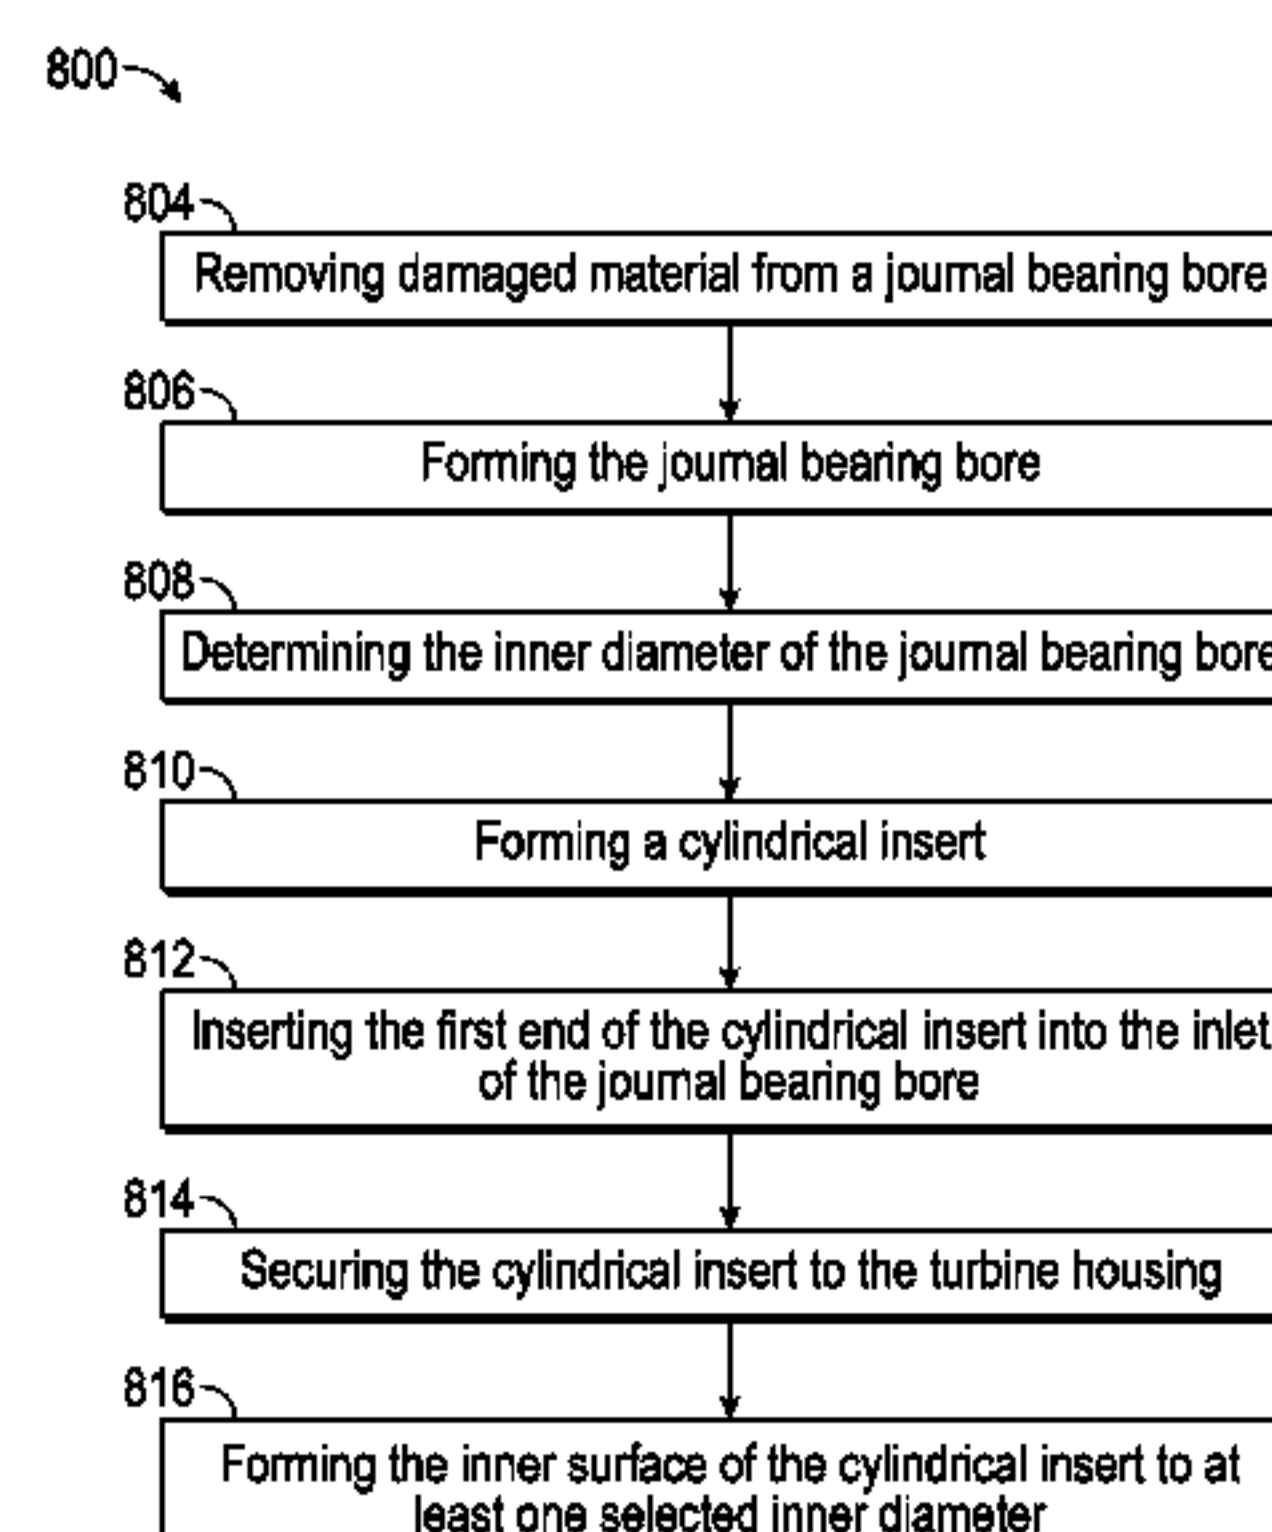 800
804
Removing damaged material from a journal bearing bore
806
Forming the journal bearing bore
808
Determining the inner diameter of the journal bearing bore
810
Forming a cylindrical insert
812
Inserting the first end of the cylindrical insert into the inlet
of the journal bearing bore
814
Securing the cylindrical insert to the turbine housing
816
Forming the inner surface of the cylindrical insert to at
least one selected inner diameter